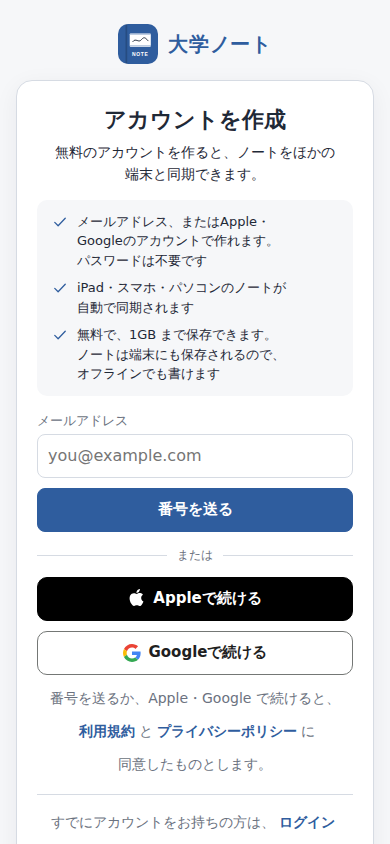 NOTE
大学ノート
アカウントを作成
無料のアカウントを作ると、ノートをほかの
端末と同期できます。
メールアドレス、またはApple・
Googleのアカウントで作れます。
パスワードは不要です
iPad・スマホ・パソコンのノートが
自動で同期されます
無料で、1GB まで保存できます。
ノートは端末にも保存されるので、
オフラインでも書けます
メールアドレス
you@example.com
番号を送る
または
Appleで続ける
Googleで続ける
番号を送るか、Apple・Google で続けると、
利用規約 と プライバシーポリシー に
同意したものとします。
すでにアカウントをお持ちの方は、 ログイン